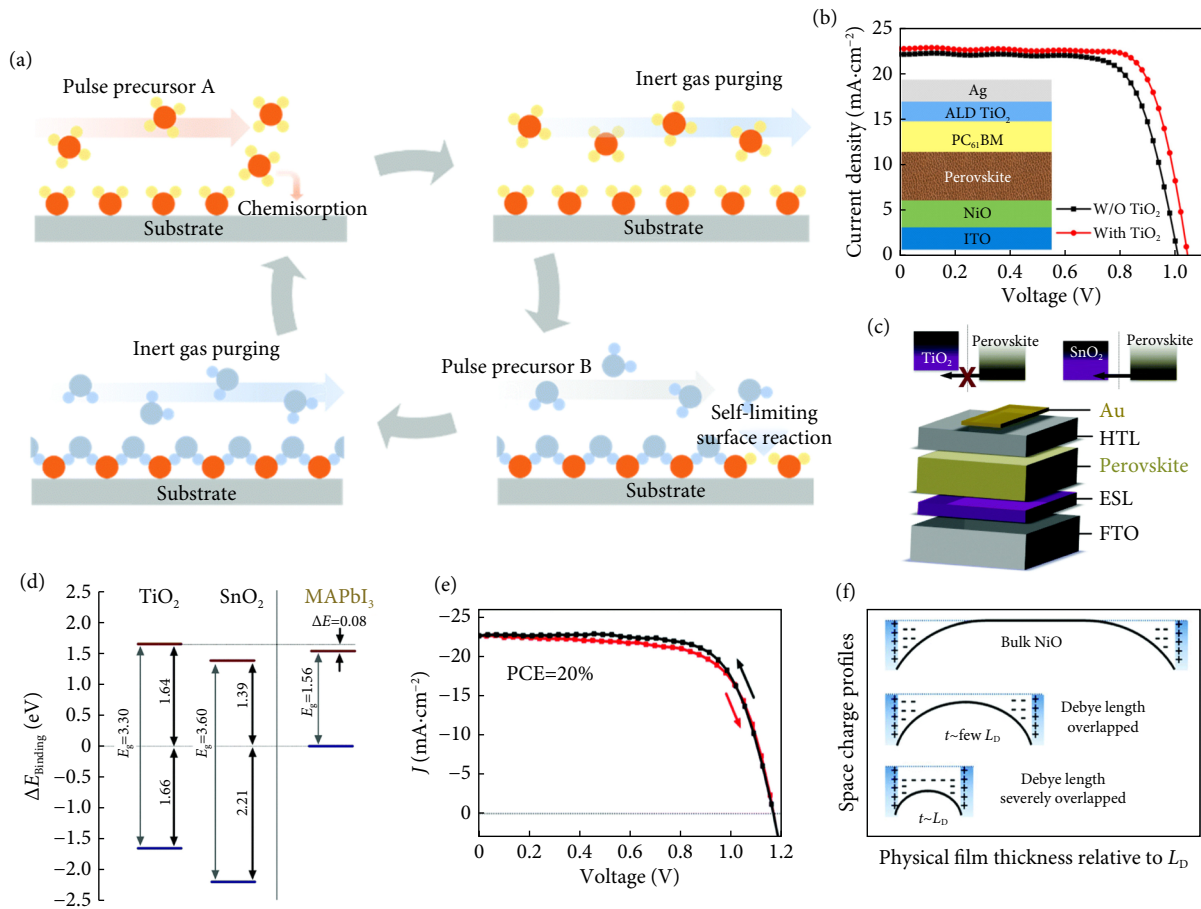 (a)
Pulse precursor A
Chemisorption
Substrate
Inert gas purging
Substrate
Inert gas purging
Substrate
Pulse precursor B
Self-limiting
surface reaction
Substrate
(b)
Current density (mA·cm⁻²)
25
20
15
10
5
0
Ag
ALD TiO₂
PC₆₁BM
Perovskite
NiO
ITO
W/O TiO₂
With TiO₂
0 0.2 0.4 0.6 0.8 1.0
Voltage (V)
(c)
TiO₂
Perovskite
SnO₂
Perovskite
X
Au
HTL
Perovskite
ESL
FTO
(d)
ΔE_Binding (eV)
2.5
2.0
1.5
1.0
0.5
0
−0.5
−1.0
−1.5
−2.0
−2.5
TiO₂ SnO₂ MAPbI₃
ΔE=0.08
E_g=3.30
1.64
1.66
E_g=3.60
1.39
2.21
E_g=1.56
(e)
J (mA·cm⁻²)
−25
−20
−15
−10
−5
0
PCE=20%
0 0.2 0.4 0.6 0.8 1.0 1.2
Voltage (V)
(f)
Space charge profiles
Bulk NiO
t~few L_D
Debye length
overlapped
t~L_D
Debye length
severely overlapped
Physical film thickness relative to L_D